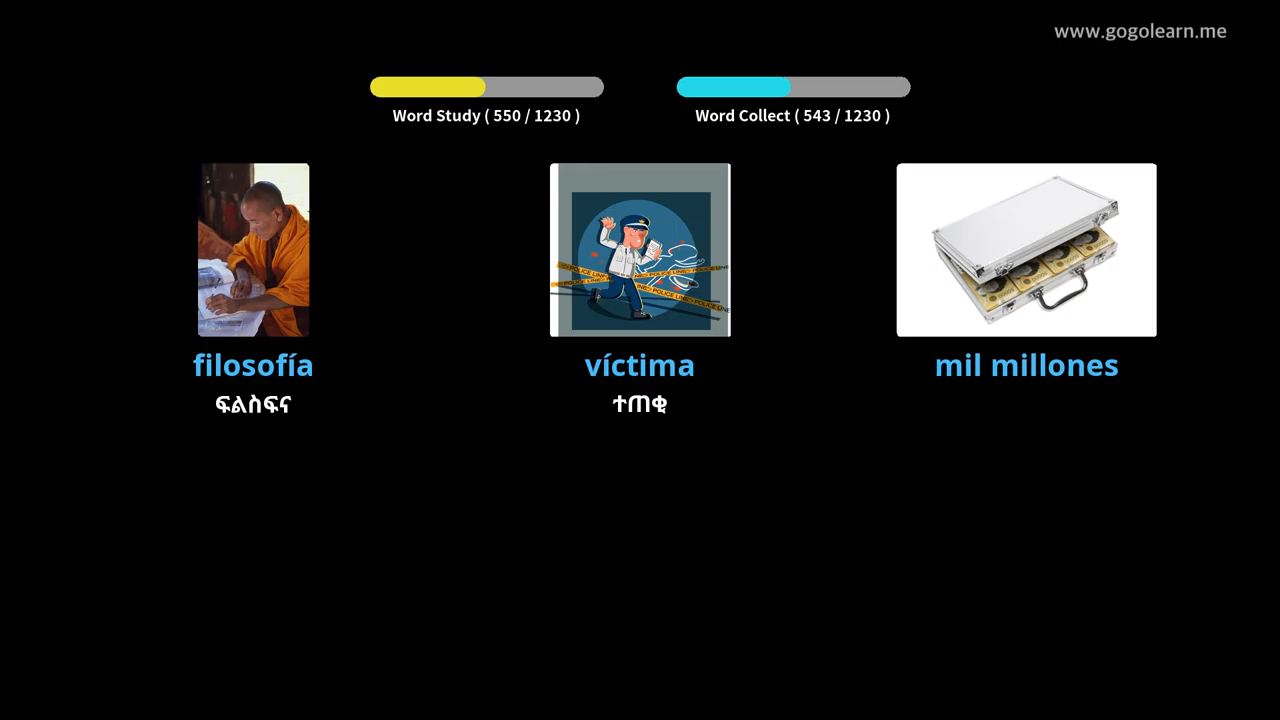 www.gogolearn.me
Word Study ( 550 / 1230 )
Word Collect ( 543 / 1230 )
filosofía
víctima
mil millones
ፍልስፍና
ተጠቂ